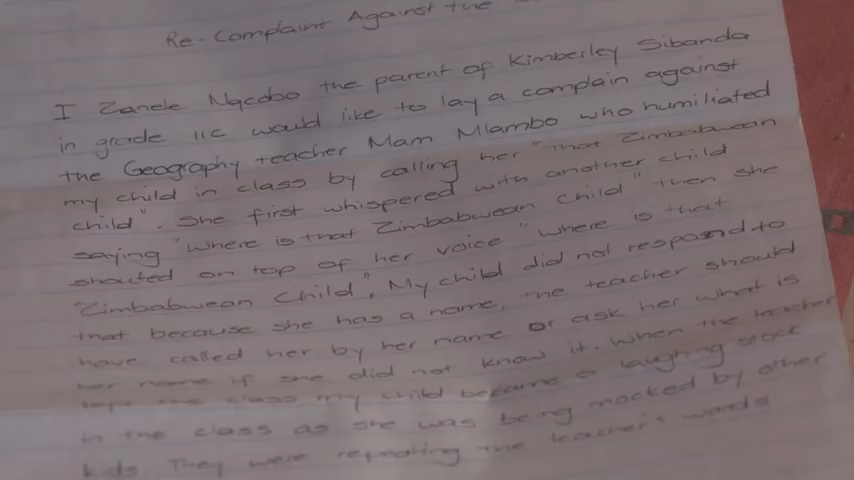 Re-Complaint Against the
I Zanele Ngcobo the parent of Kimberley Sibanda
in grade 11c would like to lay a complain against
the Geography teacher Mam Mlambo who humiliated
my child in class by calling her "that Zimbabwean
child". She first whispered with another child
saying "where is that Zimbabwean child" then she
shouted on top of her voice "where is that
Zimbabwean child". My child did not respond to
that because she has a name, the teacher should
have called her by her name or ask her what is
her name if she did not know it. When the teacher
the class my child became a laughing stock
in the class as she was being mocked by other
kids They were repeating the teacher's words